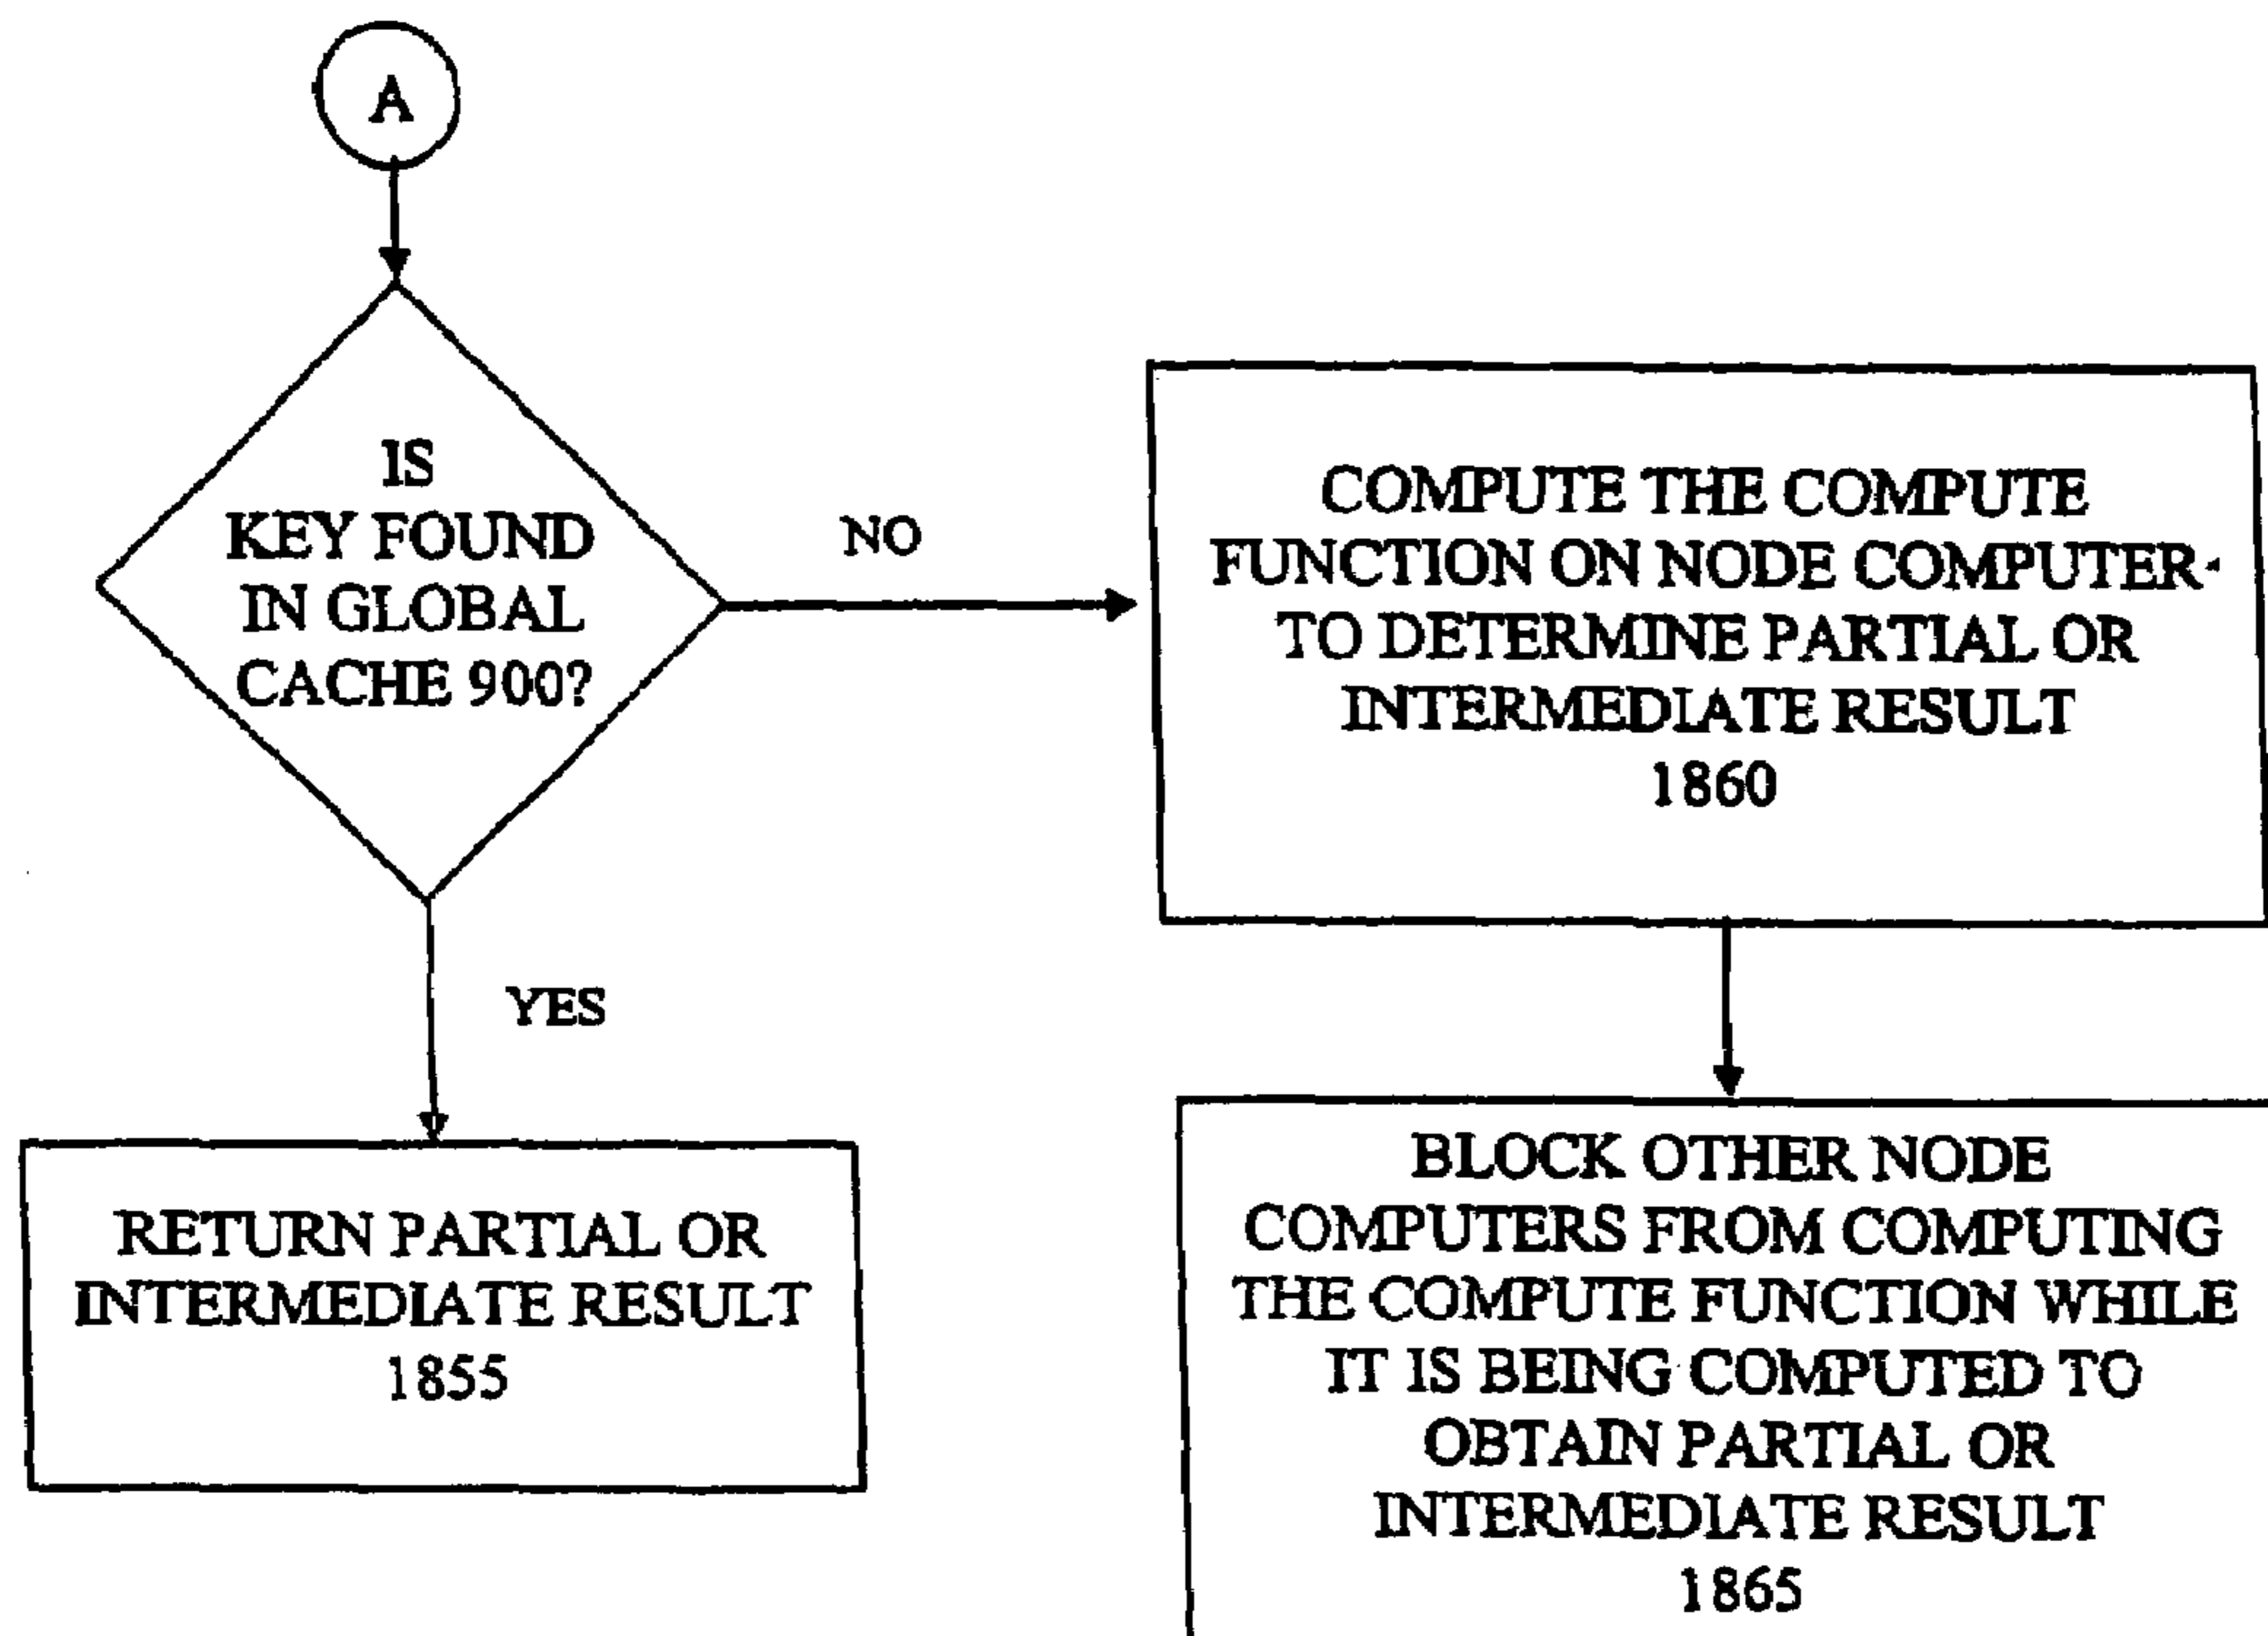 A
IS
KEY FOUND
IN GLOBAL
CACHE 900?
NO
YES
RETURN PARTIAL OR
INTERMEDIATE RESULT
1855
COMPUTE THE COMPUTE
FUNCTION ON NODE COMPUTER
TO DETERMINE PARTIAL OR
INTERMEDIATE RESULT
1860
BLOCK OTHER NODE
COMPUTERS FROM COMPUTING
THE COMPUTE FUNCTION WHILE
IT IS BEING COMPUTED TO
OBTAIN PARTIAL OR
INTERMEDIATE RESULT
1865